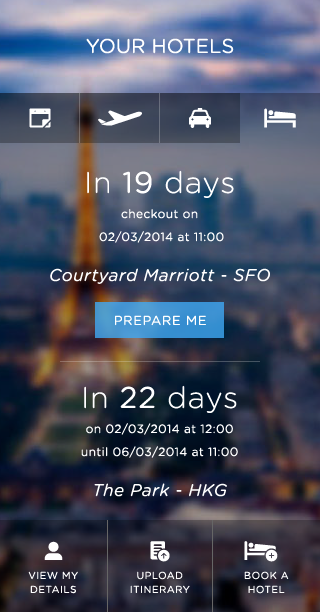 YOUR HOTELS
In 19 days
checkout on
02/03/2014 at 11:00
Courtyard Marriott - SFO
PREPARE ME
In 22 days
on 02/03/2014 at 12:00
until 06/03/2014 at 11:00
The Park - HKG
VIEW MY
DETAILS
UPLOAD
ITINERARY
BOOK A
HOTEL